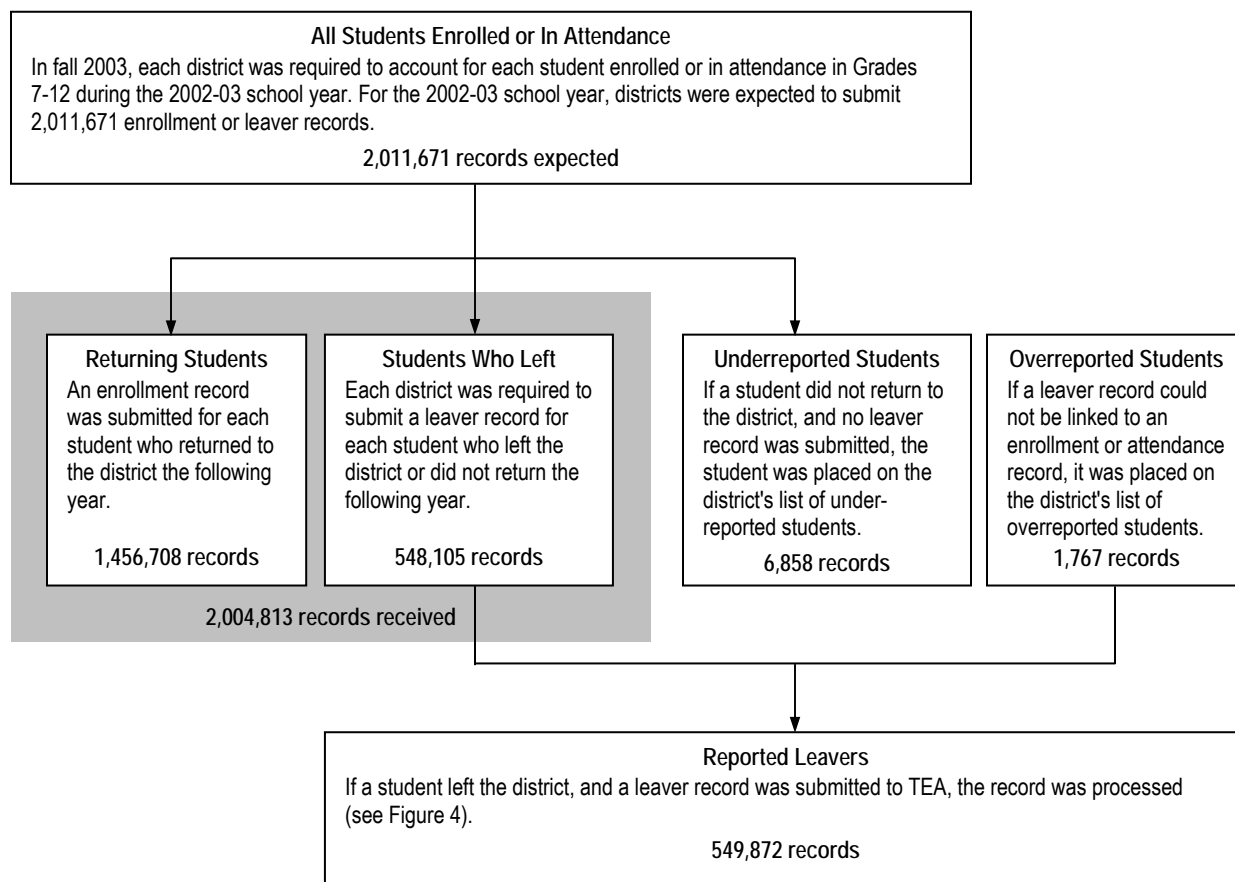 All Students Enrolled or In Attendance
In fall 2003, each district was required to account for each student enrolled or in attendance in Grades
7-12 during the 2002-03 school year. For the 2002-03 school year, districts were expected to submit
2,011,671 enrollment or leaver records.
2,011,671 records expected
Returning Students
An enrollment record
was submitted for each
student who returned to
the district the following
year.
1,456,708 records
Students Who Left
Each district was required to
submit a leaver record for
each student who left the
district or did not return the
following year.
548,105 records
2,004,813 records received
Underreported Students
If a student did not return to
the district, and no leaver
record was submitted, the
student was placed on the
district's list of under-
reported students.
6,858 records
Overreported Students
If a leaver record could
not be linked to an
enrollment or attendance
record, it was placed on
the district's list of
overreported students.
1,767 records
Reported Leavers
If a student left the district, and a leaver record was submitted to TEA, the record was processed
(see Figure 4).
549,872 records